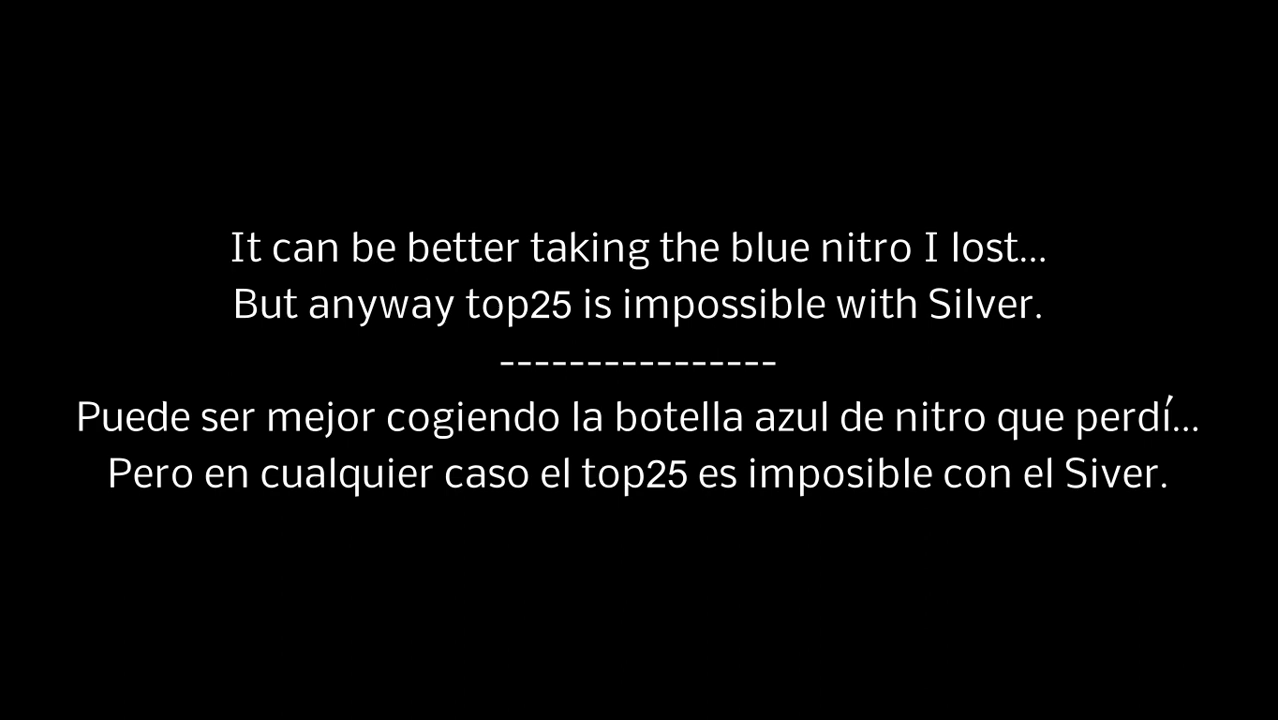 It can be better taking the blue nitro I lost...
But anyway top25 is impossible with Silver.
----------------
Puede ser mejor cogiendo la botella azul de nitro que perdí...
Pero en cualquier caso el top25 es imposible con el Siver.